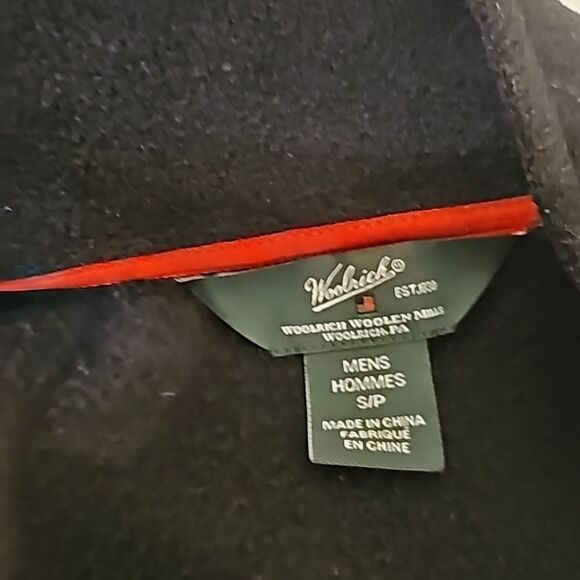 Woolrich®
EST.1830
WOOLRICH WOOLEN MILLS
WOOLRICH, PA
MENS
HOMMES
S/P
MADE IN CHINA
FABRIQUÉ
EN CHINE